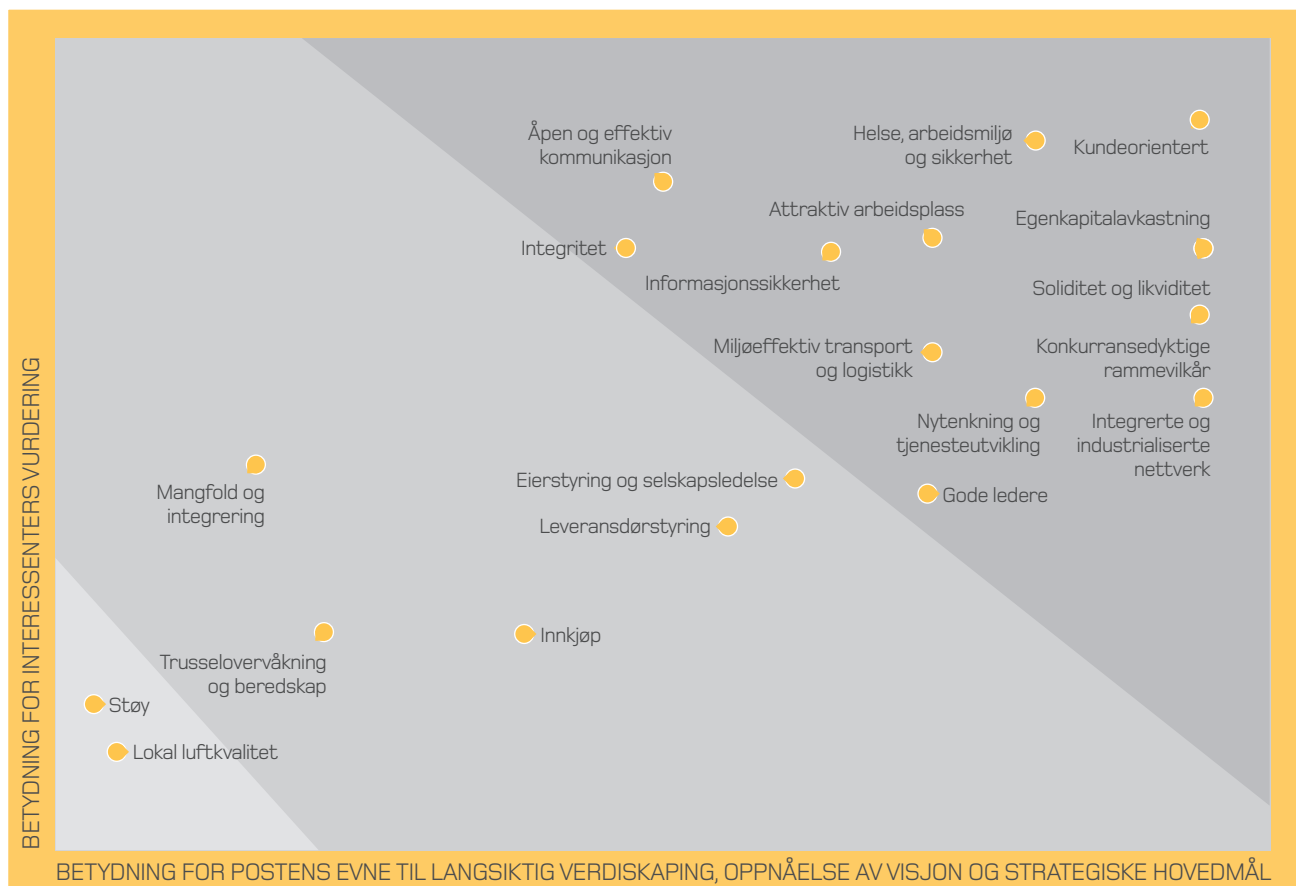 Åpen og effektiv
kommunikasjon
Helse, arbeidsmiljø
og sikkerhet
Kundeorientert
Attraktiv arbeidsplass
Egenkapitalavkastning
Integritet
Informasjonssikkerhet
Soliditet og likviditet
Miljøeffektiv transport
og logistikk
Konkurransedyktige
rammevilkår
Nytenkning og
tjenesteutvikling
Integrerte og
industrialiserte
nettverk
Mangfold og
integrering
Eierstyring og selskapsledelse
Gode ledere
Leveransdørstyring
Trusselovervåkning
og beredskap
Innkjøp
Støy
Lokal luftkvalitet
BETYDNING FOR INTERESSENTERS VURDERING
BETYDNING FOR POSTENS EVNE TIL LANGSIKTIG VERDISKAPING, OPPNÅELSE AV VISJON OG STRATEGISKE HOVEDMÅL